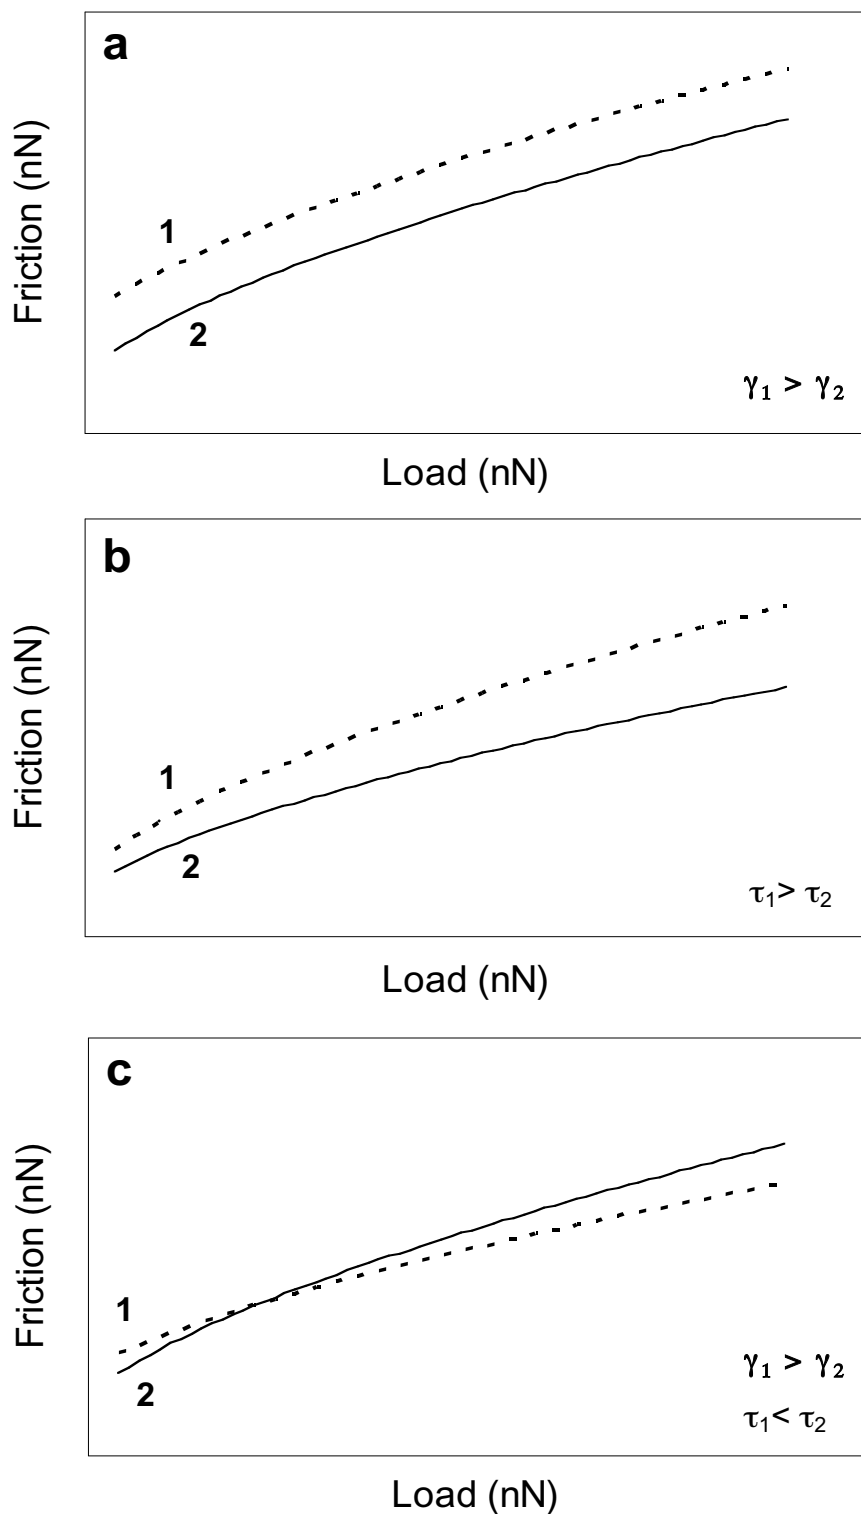 a
Friction (nN)
1
2
γ₁ > γ₂
Load (nN)
b
Friction (nN)
1
2
τ₁> τ₂
Load (nN)
c
Friction (nN)
1
2
γ₁ > γ₂
τ₁< τ₂
Load (nN)